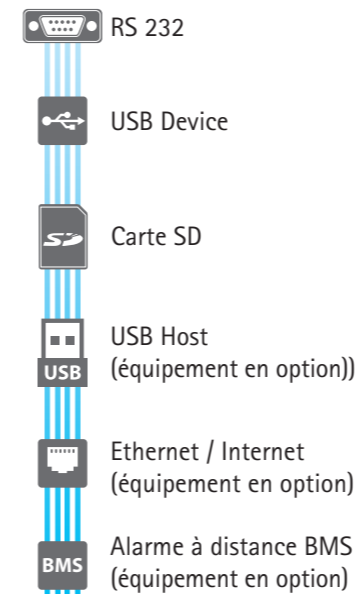 RS 232
USB Device
SD
Carte SD
USB Host
USB
(équipement en option))
Ethernet / Internet
(équipement en option)
Alarme à distance BMS
BMS
(équipement en option)